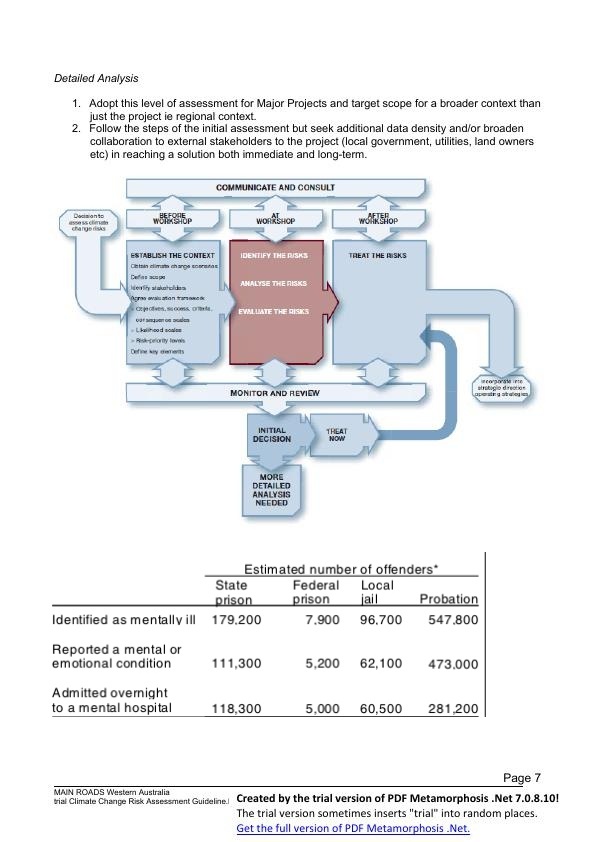 Detailed Analysis
1. Adopt this level of assessment for Major Projects and target scope for a broader context than
just the project ie regional context.
2. Follow the steps of the initial assessment but seek additional data density and/or broaden
collaboration to external stakeholders to the project (local government, utilities, land owners
etc) in reaching a solution both immediate and long-term.
COMMUNICATE AND CONSULT
Decision to
assess climate
change risks
BEFORE
WORKSHOP
AT
WORKSHOP
AFTER
WORKSHOP
ESTABLISH THE CONTEXT
Obtain climate change scenarios
Define scope
Identify stakeholders
Agree evaluation framework
» Objectives, success, criteria,
consequence scales
» Likelihood scales
» Risk-priority levels
Define key elements
IDENTIFY THE RISKS
ANALYSE THE RISKS
EVALUATE THE RISKS
TREAT THE RISKS
Incorporate into
strategic direction
operating strategies
MONITOR AND REVIEW
INITIAL
DECISION
TREAT
NOW
MORE
DETAILED
ANALYSIS
NEEDED
Estimated number of offenders*
State prison Federal prison Local jail Probation
Identified as mentally ill 179,200 7,900 96,700 547,800
Reported a mental or
emotional condition 111,300 5,200 62,100 473,000
Admitted overnight
to a mental hospital 118,300 5,000 60,500 281,200
Page 7
MAIN ROADS Western Australia
trial Climate Change Risk Assessment Guideline.
Created by the trial version of PDF Metamorphosis .Net 7.0.8.10!
The trial version sometimes inserts "trial" into random places.
Get the full version of PDF Metamorphosis .Net.